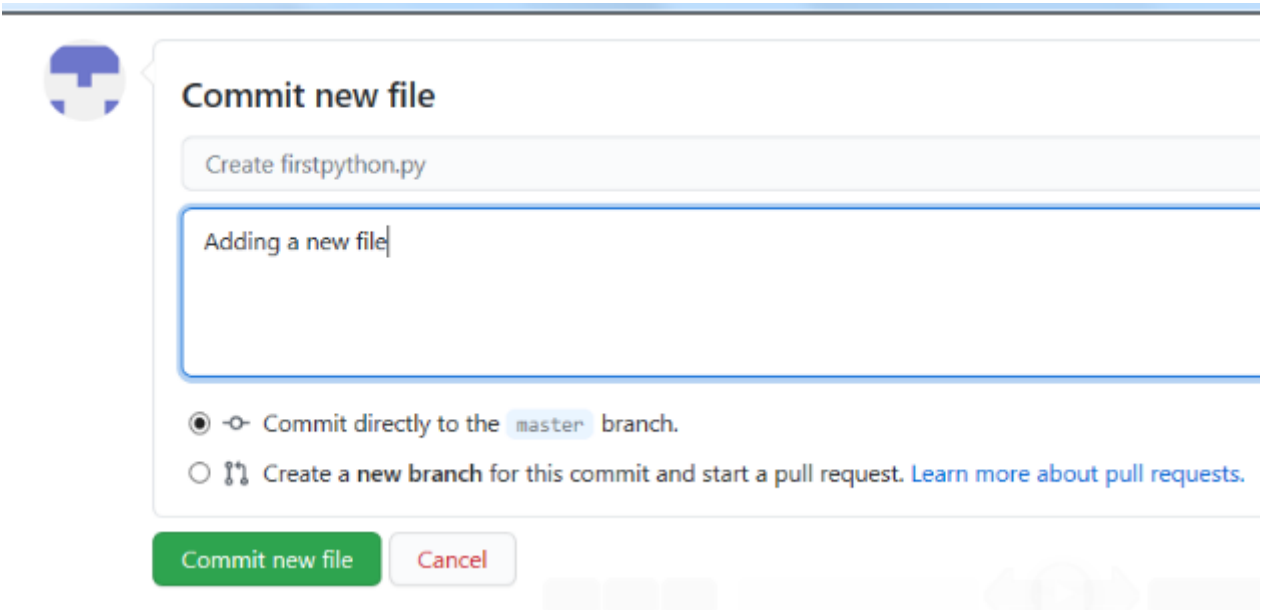 Commit new file
Create firstpython.py
Adding a new file
Commit directly to the master branch.
Create a new branch for this commit and start a pull request. Learn more about pull requests.
Commit new file Cancel